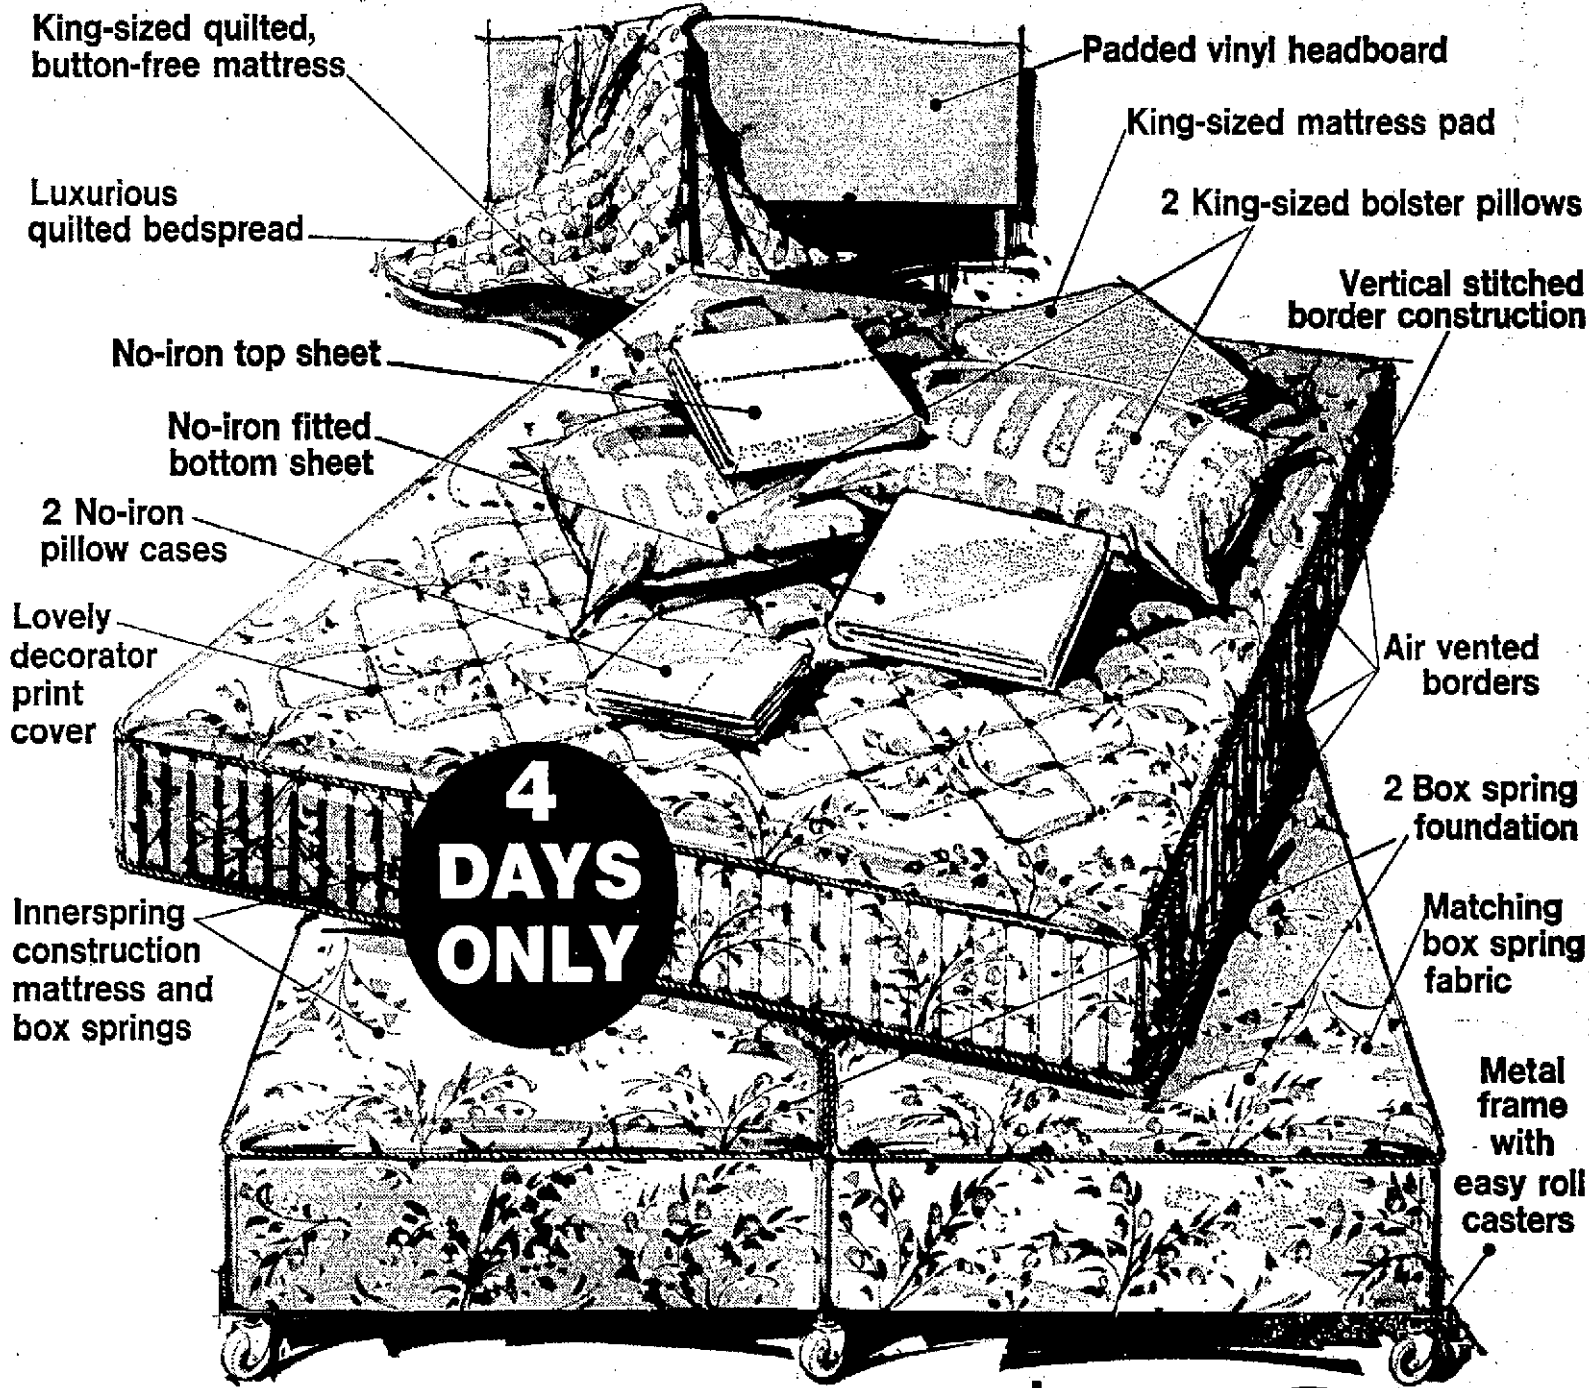 King-sized quilted,
button-free mattress
Padded vinyl headboard
King-sized mattress pad
Luxurious
quilted bedspread
2 King-sized bolster pillows
Vertical stitched
border construction
No-iron top sheet
No-iron fitted
bottom sheet
2 No-iron
pillow cases
Lovely
decorator
print
cover
Air vented
borders
4
DAYS
ONLY
2 Box spring
foundation
Innerspring
construction
mattress and
box springs
Matching
box spring
fabric
Metal
frame
with
easy roll
casters